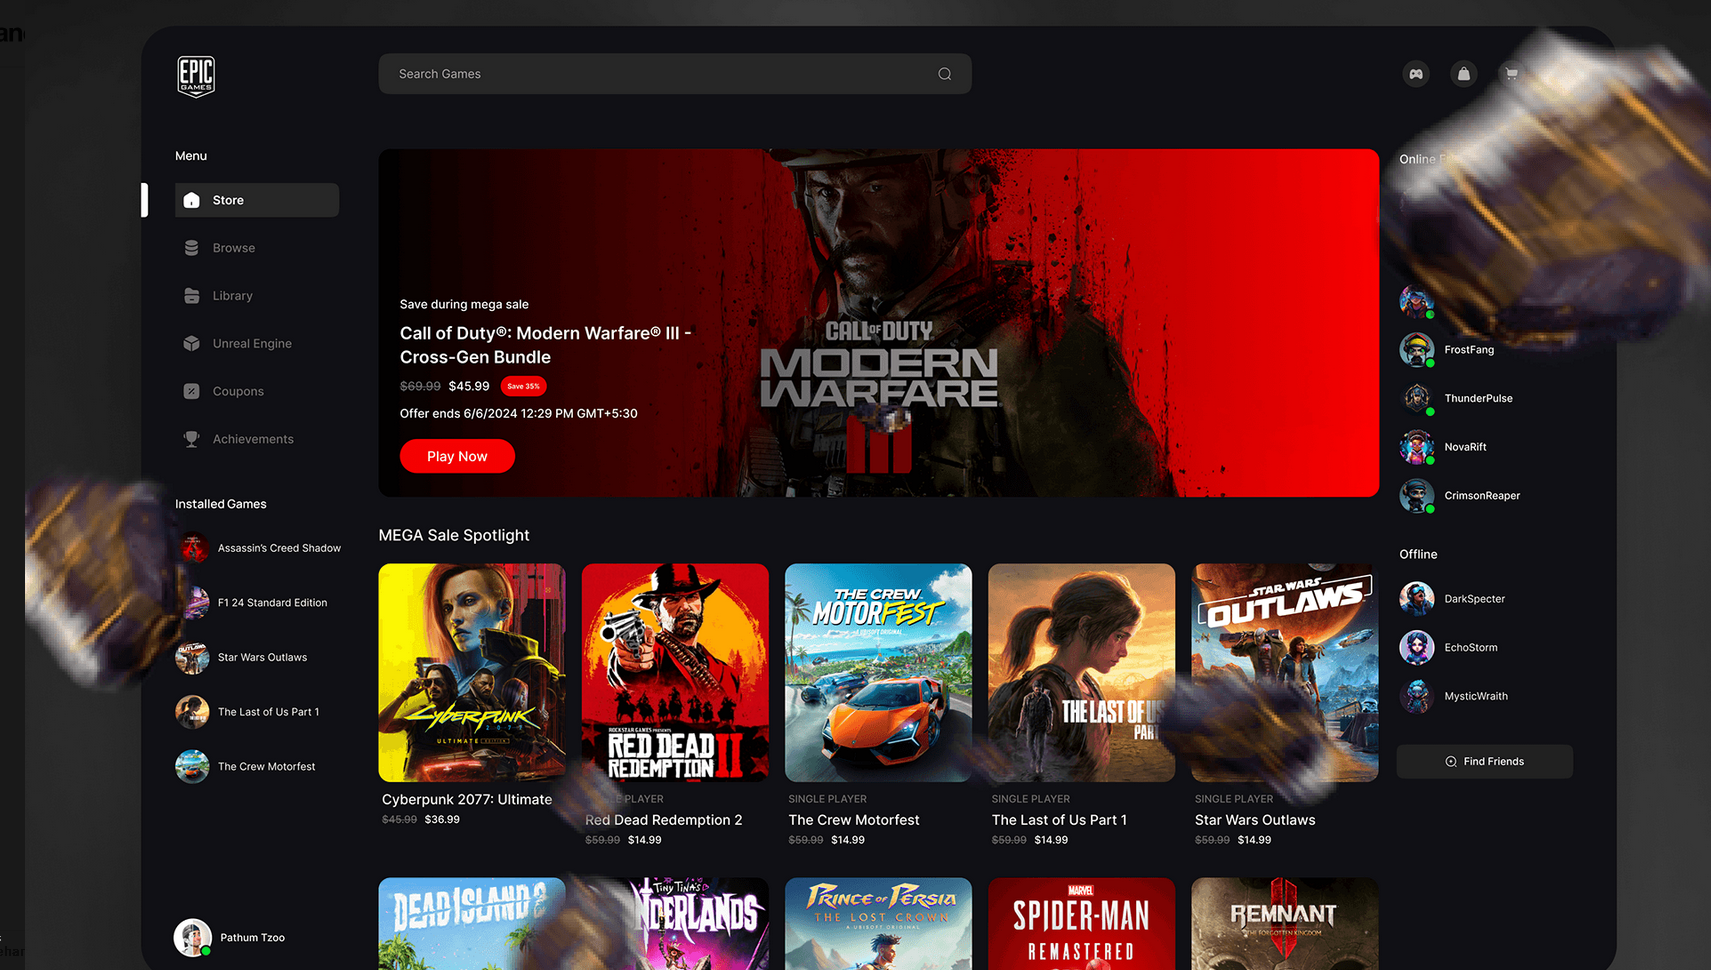 EPIC
GAMES
Search Games
Menu
Store
Browse
Library
Unreal Engine
Coupons
Achievements
Installed Games
Assassin's Creed Shadow
F1 24 Standard Edition
Star Wars Outlaws
The Last of Us Part 1
The Crew Motorfest
Pathum Tzoo
Save during mega sale
Call of Duty®: Modern Warfare® III -
Cross-Gen Bundle
$69.99 $45.99 Save 35%
Offer ends 6/6/2024 12:29 PM GMT+5:30
Play Now
CALL OF DUTY
MODERN
WARFARE
III
MEGA Sale Spotlight
CYBERPUNK
2077
ULTIMATE EDITION
Cyberpunk 2077: Ultimate
$45.99 $36.99
ROCKSTAR GAMES PRESENTS
RED DEAD
REDEMPTION II
PLAYER
Red Dead Redemption 2
$59.99 $14.99
THE CREW
MOTORFEST
A UBISOFT ORIGINAL
SINGLE PLAYER
The Crew Motorfest
$59.99 $14.99
THE LAST OF US
PART
SINGLE PLAYER
The Last of Us Part 1
$59.99 $14.99
STAR WARS
OUTLAWS
SINGLE PLAYER
Star Wars Outlaws
$59.99 $14.99
DEAD ISLAND 2
TINY TINA'S
NDERLANDS
PRINCE OF PERSIA
THE LOST CROWN
A UBISOFT ORIGINAL
MARVEL
SPIDER-MAN
REMASTERED
REMNANT
II
THE FORGOTTEN KINGDOM
Online
FrostFang
ThunderPulse
NovaRift
CrimsonReaper
Offline
DarkSpecter
EchoStorm
MysticWraith
Find Friends